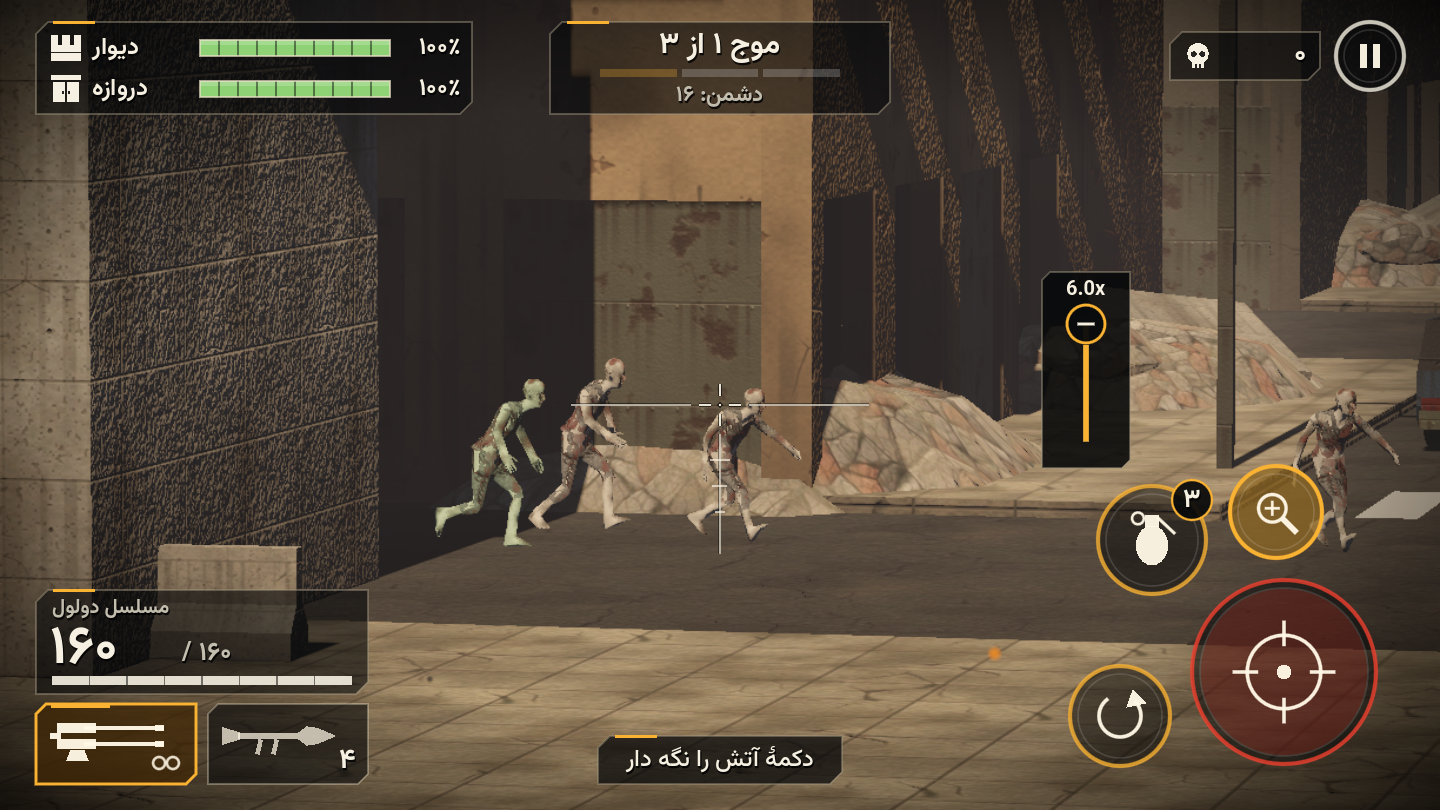 دیوار ۱۰۰٪
دروازه ۱۰۰٪
موج ۱ از ۳
دشمن: ۱۶
۰
6.0x
۳
مسلسل دولول
۱۶۰ / ۱۶۰
∞
۴
دکمهٔ آتش را نگه دار